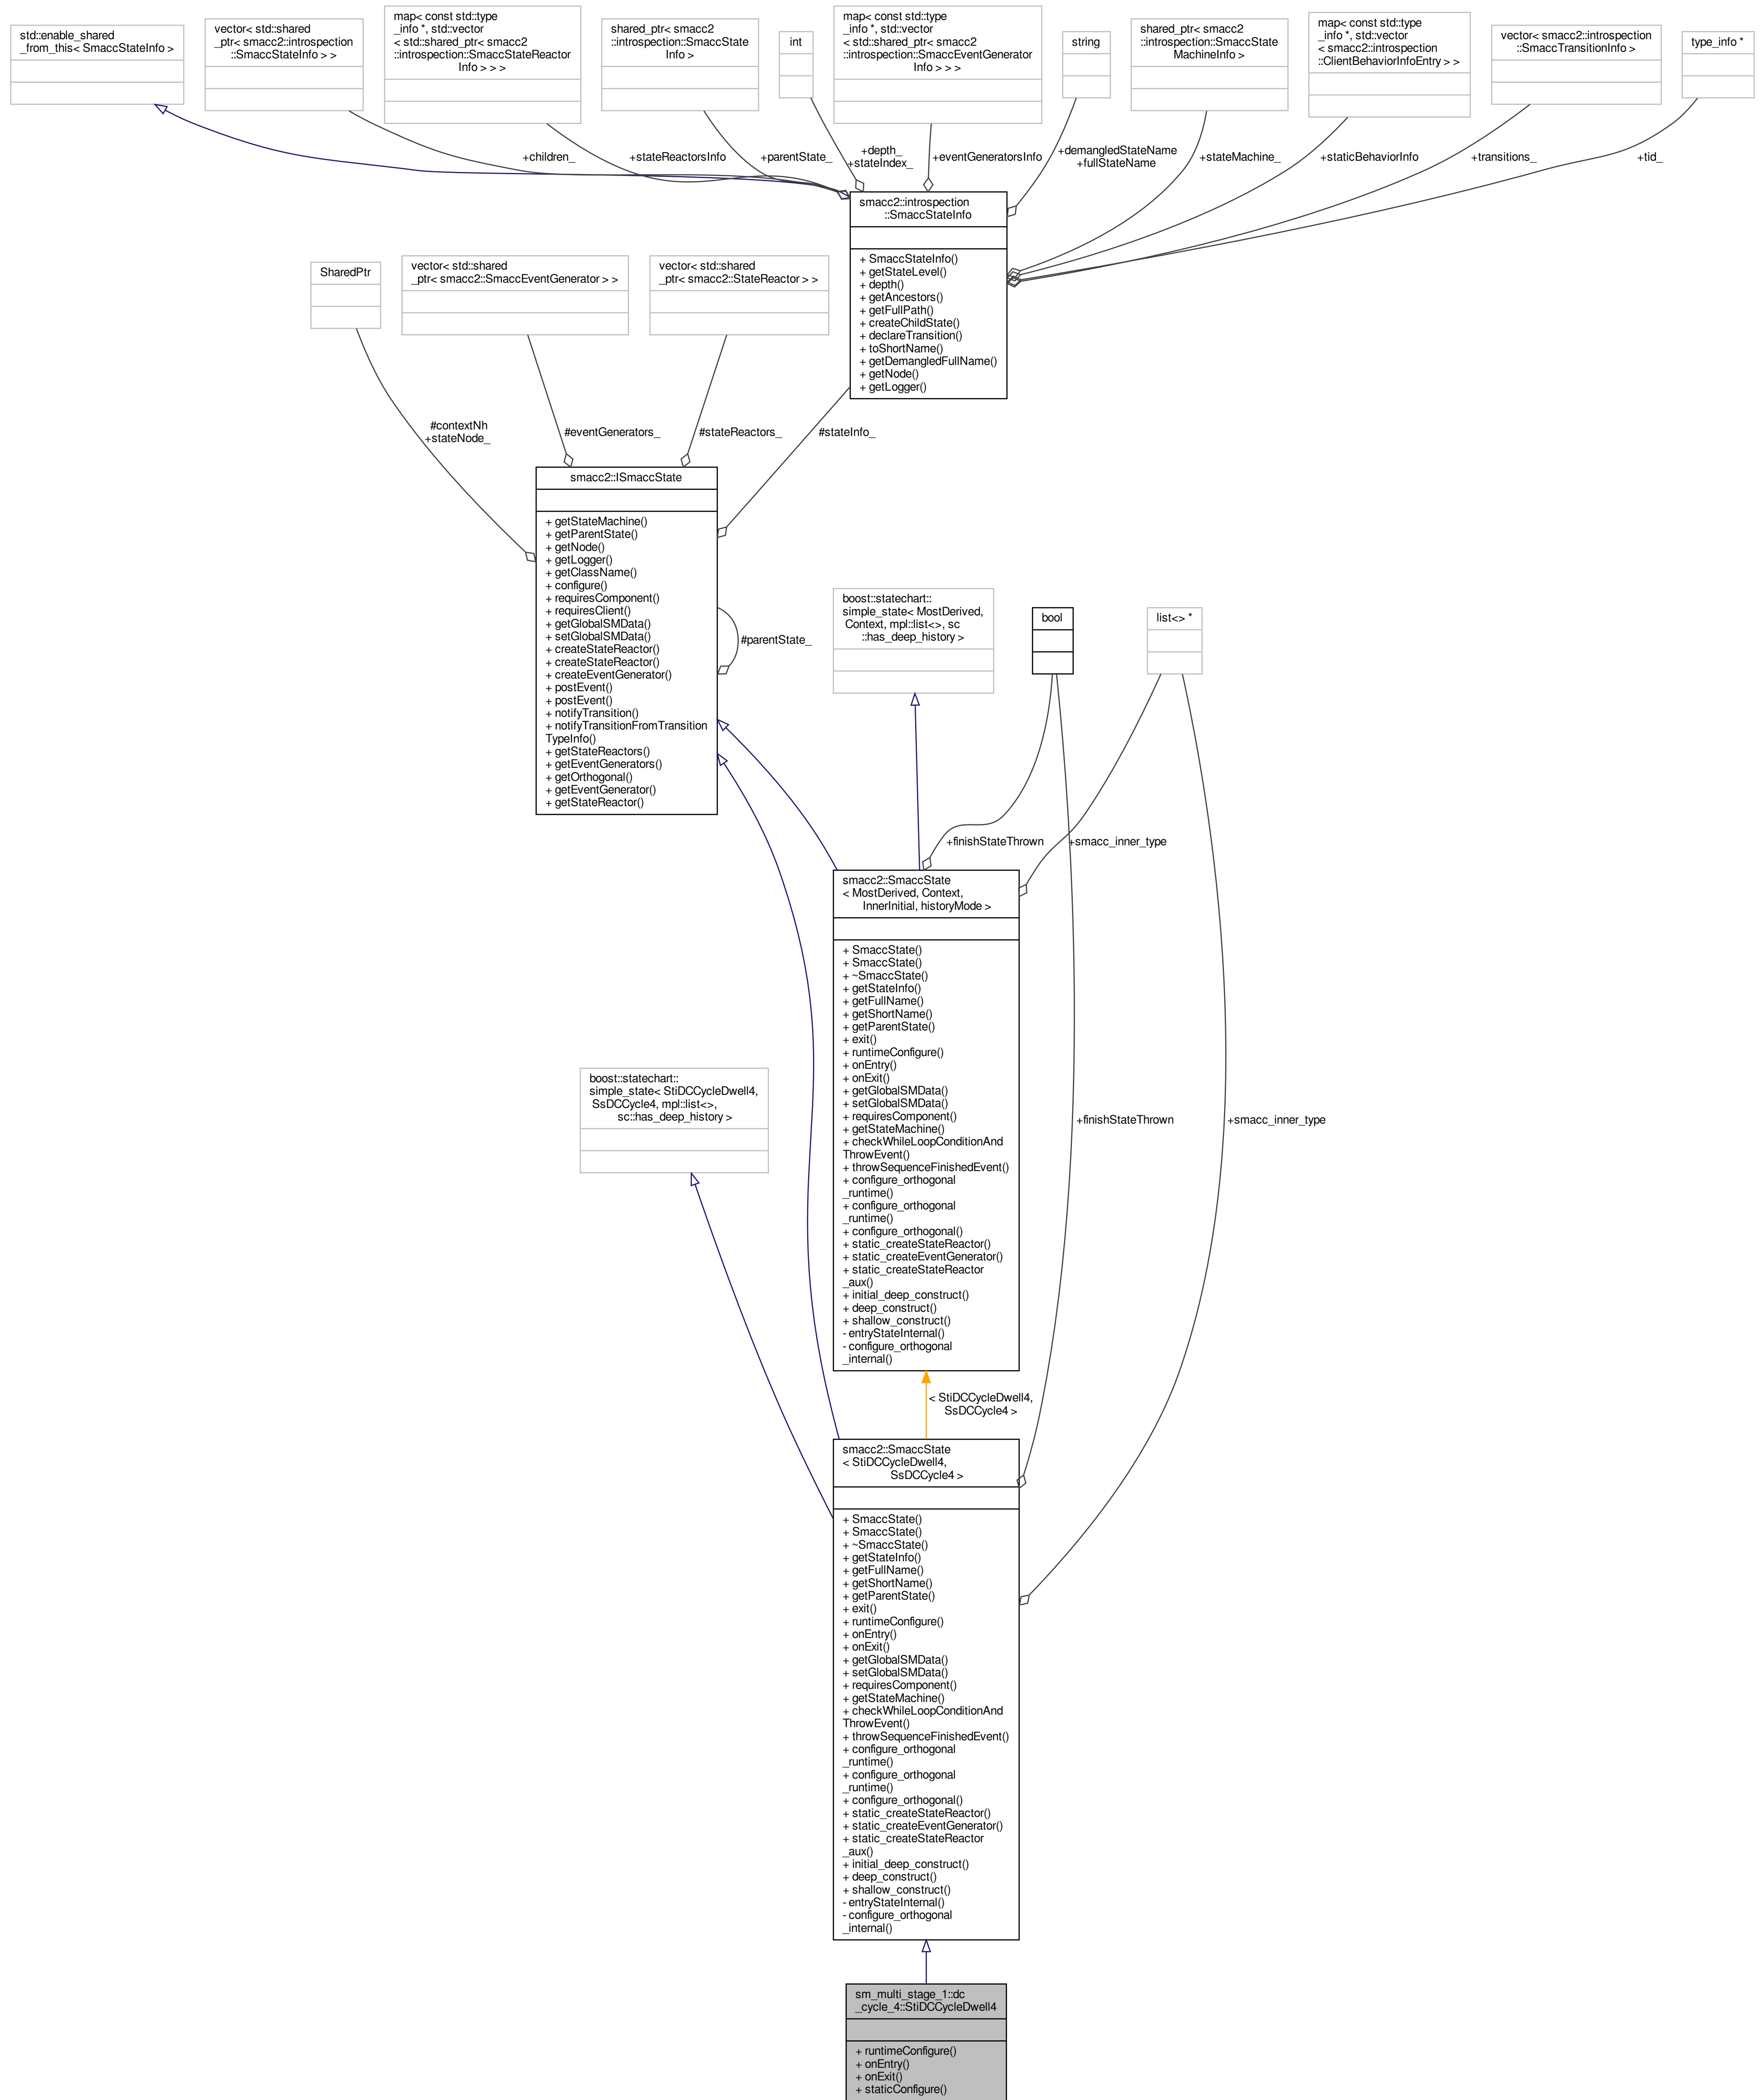 std::enable_shared
_from_this< SmaccStateInfo >
vector< std::shared
_ptr< smacc2::introspection
::SmaccStateInfo > >
map< const std::type
_info *, std::vector
< std::shared_ptr< smacc2
::introspection::SmaccStateReactor
Info > > >
shared_ptr< smacc2
::introspection::SmaccState
Info >
int
map< const std::type
_info *, std::vector
< std::shared_ptr< smacc2
::introspection::SmaccEventGenerator
Info > > >
string
shared_ptr< smacc2
::introspection::SmaccState
MachineInfo >
map< const std::type
_info *, std::vector
< smacc2::introspection
::ClientBehaviorInfoEntry > >
vector< smacc2::introspection
::SmaccTransitionInfo >
type_info *
+children_
+stateReactorsInfo
+parentState_
+depth_
+stateIndex_
+eventGeneratorsInfo
+demangledStateName
+fullStateName
+stateMachine_
+staticBehaviorInfo
+transitions_
+tid_
smacc2::introspection
::SmaccStateInfo
+ SmaccStateInfo()
+ getStateLevel()
+ depth()
+ getAncestors()
+ getFullPath()
+ createChildState()
+ declareTransition()
+ toShortName()
+ getDemangledFullName()
+ getNode()
+ getLogger()
SharedPtr
vector< std::shared
_ptr< smacc2::SmaccEventGenerator > >
vector< std::shared
_ptr< smacc2::StateReactor > >
#contextNh
+stateNode_
#eventGenerators_
#stateReactors_
#stateInfo_
smacc2::ISmaccState
+ getStateMachine()
+ getParentState()
+ getNode()
+ getLogger()
+ getClassName()
+ configure()
+ requiresComponent()
+ requiresClient()
+ getGlobalSMData()
+ setGlobalSMData()
+ createStateReactor()
+ createStateReactor()
+ createEventGenerator()
+ postEvent()
+ postEvent()
+ notifyTransition()
+ notifyTransitionFromTransition
TypeInfo()
+ getStateReactors()
+ getEventGenerators()
+ getOrthogonal()
+ getEventGenerator()
+ getStateReactor()
#parentState_
boost::statechart::
simple_state< MostDerived,
Context, mpl::list<>, sc
::has_deep_history >
bool
list<> *
+finishStateThrown
+smacc_inner_type
smacc2::SmaccState
< MostDerived, Context,
InnerInitial, historyMode >
+ SmaccState()
+ SmaccState()
+ ~SmaccState()
+ getStateInfo()
+ getFullName()
+ getShortName()
+ getParentState()
+ exit()
+ runtimeConfigure()
+ onEntry()
+ onExit()
+ getGlobalSMData()
+ setGlobalSMData()
+ requiresComponent()
+ getStateMachine()
+ checkWhileLoopConditionAnd
ThrowEvent()
+ throwSequenceFinishedEvent()
+ configure_orthogonal
_runtime()
+ configure_orthogonal
_runtime()
+ configure_orthogonal()
+ static_createStateReactor()
+ static_createEventGenerator()
+ static_createStateReactor
_aux()
+ initial_deep_construct()
+ deep_construct()
+ shallow_construct()
- entryStateInternal()
- configure_orthogonal
_internal()
boost::statechart::
simple_state< StiDCCycleDwell4,
SsDCCycle4, mpl::list<>,
sc::has_deep_history >
+finishStateThrown
+smacc_inner_type
< StiDCCycleDwell4,
SsDCCycle4 >
smacc2::SmaccState
< StiDCCycleDwell4,
SsDCCycle4 >
+ SmaccState()
+ SmaccState()
+ ~SmaccState()
+ getStateInfo()
+ getFullName()
+ getShortName()
+ getParentState()
+ exit()
+ runtimeConfigure()
+ onEntry()
+ onExit()
+ getGlobalSMData()
+ setGlobalSMData()
+ requiresComponent()
+ getStateMachine()
+ checkWhileLoopConditionAnd
ThrowEvent()
+ throwSequenceFinishedEvent()
+ configure_orthogonal
_runtime()
+ configure_orthogonal
_runtime()
+ configure_orthogonal()
+ static_createStateReactor()
+ static_createEventGenerator()
+ static_createStateReactor
_aux()
+ initial_deep_construct()
+ deep_construct()
+ shallow_construct()
- entryStateInternal()
- configure_orthogonal
_internal()
sm_multi_stage_1::dc
_cycle_4::StiDCCycleDwell4
+ runtimeConfigure()
+ onEntry()
+ onExit()
+ staticConfigure()